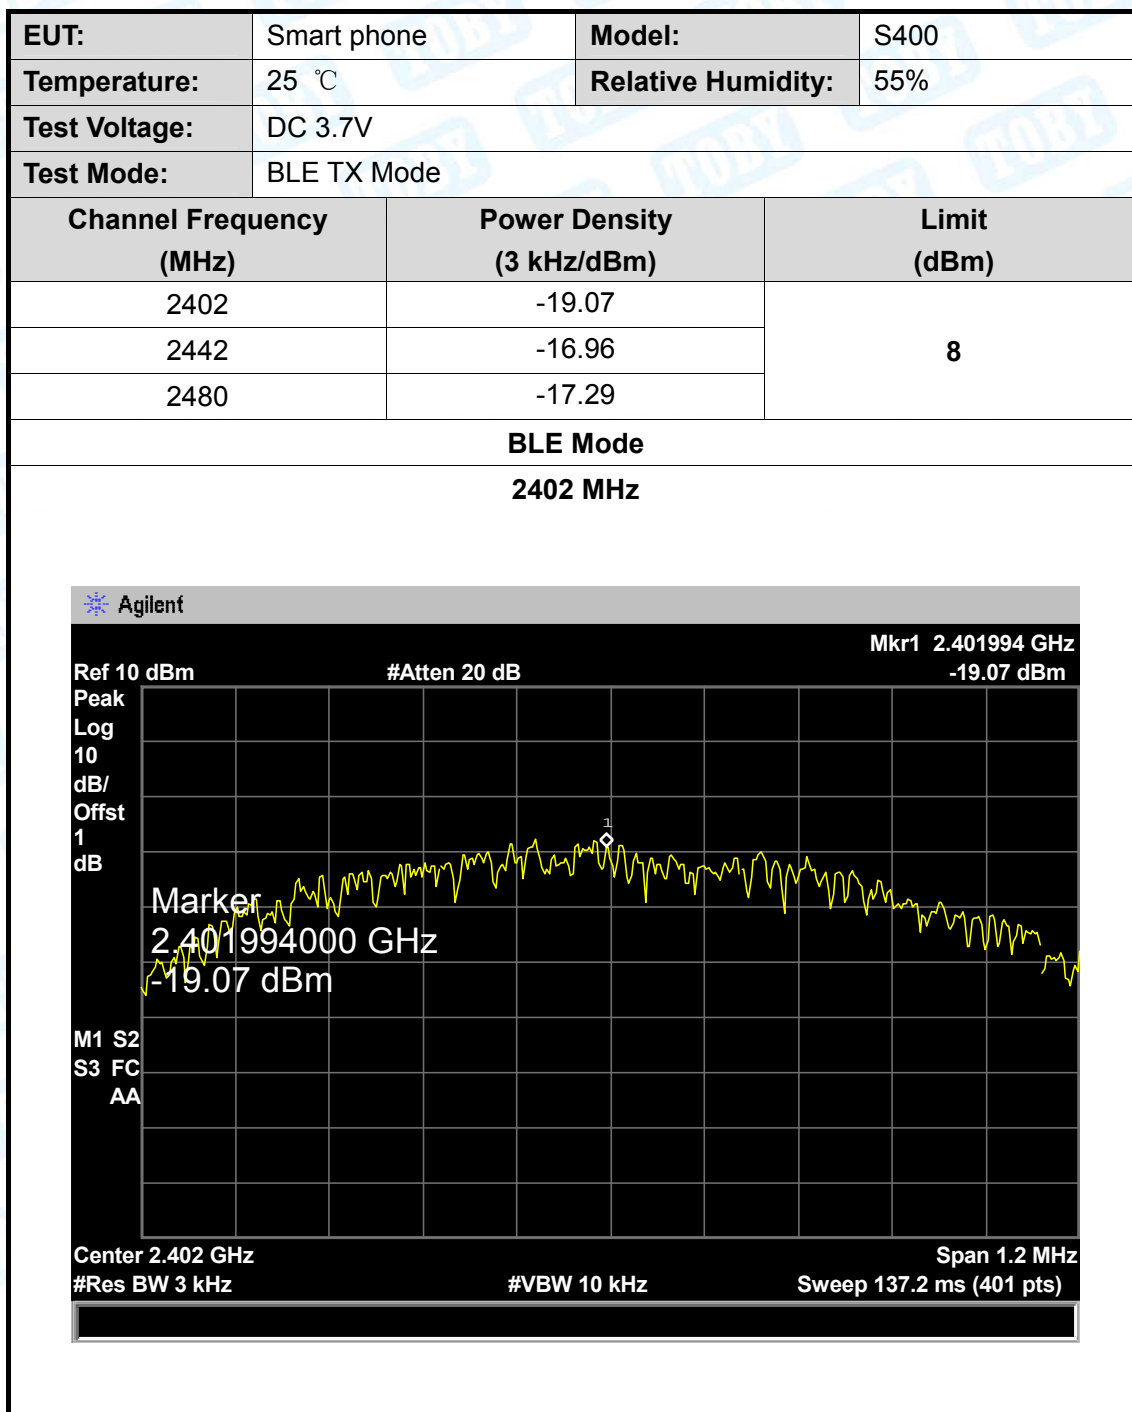 EUT: Smart phone Model: S400
Temperature: 25 ℃ Relative Humidity: 55%
Test Voltage: DC 3.7V
Test Mode: BLE TX Mode
Channel Frequency (MHz) Power Density (3 kHz/dBm) Limit (dBm)
2402 -19.07 8
2442 -16.96
2480 -17.29
BLE Mode
2402 MHz
Agilent
Mkr1 2.401994 GHz
Ref 10 dBm #Atten 20 dB -19.07 dBm
Peak
Log
10
dB/
Offst
1
dB
1
Marker
2.401994000 GHz
-19.07 dBm
M1 S2
S3 FC
AA
Center 2.402 GHz Span 1.2 MHz
#Res BW 3 kHz #VBW 10 kHz Sweep 137.2 ms (401 pts)
TOBY